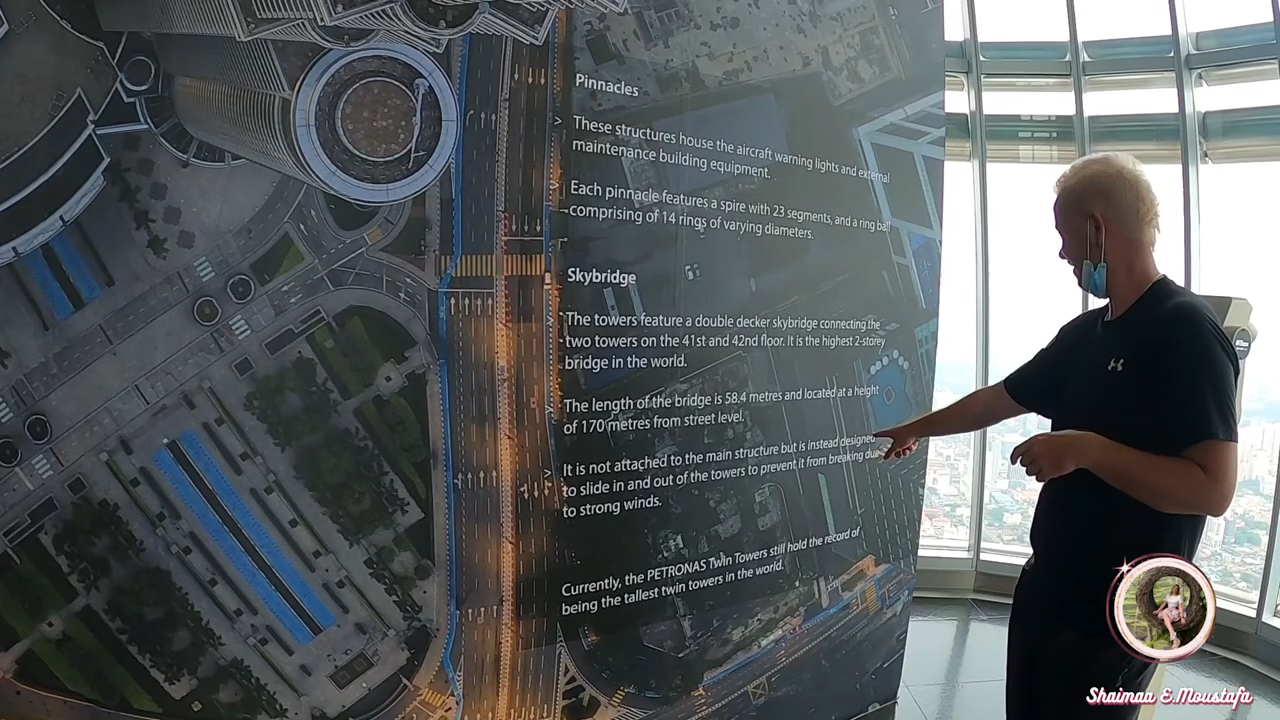 Pinnacles
These structures house the aircraft warning lights and external
maintenance building equipment.
Each pinnacle features a spire with 23 segments, and a ring ball
comprising of 14 rings of varying diameters.
Skybridge
The towers feature a double decker skybridge connecting the
two towers on the 41st and 42nd floor. It is the highest 2-storey
bridge in the world.
The length of the bridge is 58.4 metres and located at a height
of 170 metres from street level.
It is not attached to the main structure but is instead designed
to slide in and out of the towers to prevent it from breaking due
to strong winds.
Currently, the PETRONAS Twin Towers still hold the record of
being the tallest twin towers in the world.
Shaimaa E.Moustafa